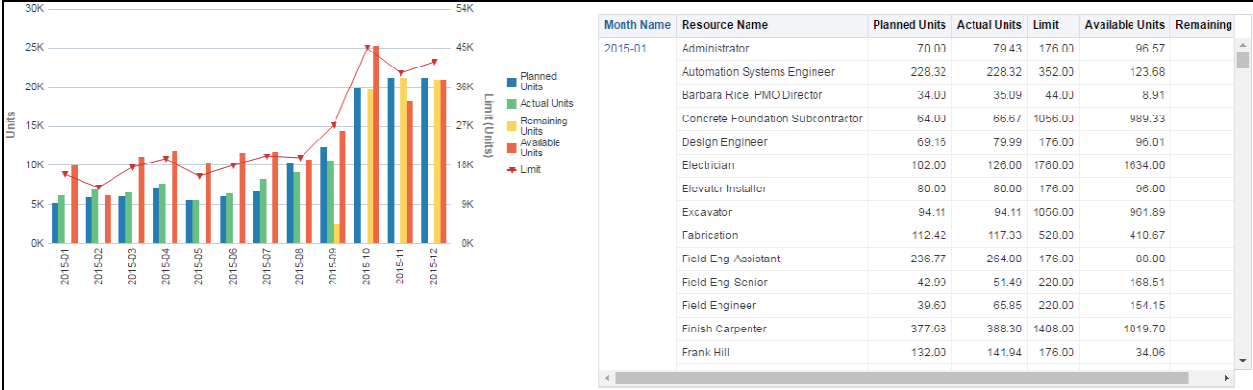 30K
25K
20K
15K
10K
5K
0K
Units
54K
45K
36K
27K
18K
9K
0K
Limit (Units)
2015-01
2015-02
2015-03
2015-04
2015-05
2015-06
2015-07
2015-08
2015-09
2015-10
2015-11
2015-12
Planned
Units
Actual Units
Remaining
Units
Available
Units
Limit
Month Name Resource Name Planned Units Actual Units Limit Available Units Remaining
2015-01 Administrator 70.00 79.43 176.00 96.57
Automation Systems Engineer 228.32 228.32 352.00 123.68
Barbara Rice, PMO Director 34.00 35.09 44.00 8.91
Concrete Foundation Subcontractor 64.00 66.67 1056.00 989.33
Design Engineer 69.16 79.99 176.00 96.01
Electrician 102.00 126.00 1760.00 1634.00
Elevator Installer 80.00 80.00 176.00 96.00
Excavator 94.11 94.11 1056.00 961.89
Fabrication 112.42 117.33 528.00 410.67
Field Eng Assistant 236.77 264.00 176.00
Field Eng Senior 42.99 51.49 220.00 168.51
Field Engineer 39.60 65.85 220.00 154.15
Finish Carpenter 388.30 1408.00 1019.70
Frank Hill 132.00 141.94 176.00 34.06